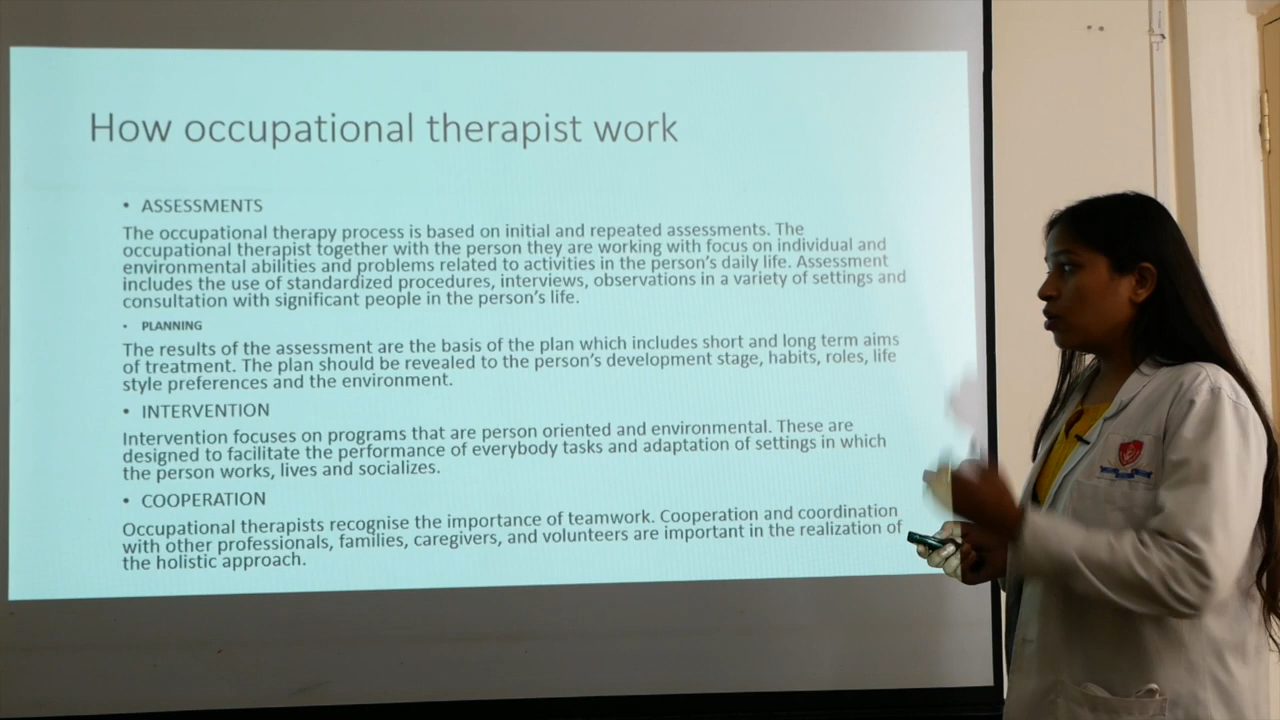 How occupational therapist work
• ASSESSMENTS
The occupational therapy process is based on initial and repeated assessments. The
occupational therapist together with the person they are working with focus on individual and
environmental abilities and problems related to activities in the person's daily life. Assessment
includes the use of standardized procedures, interviews, observations in a variety of settings and
consultation with significant people in the person's life.
• PLANNING
The results of the assessment are the basis of the plan which includes short and long term aims
of treatment. The plan should be revealed to the person's development stage, habits, roles, life
style preferences and the environment.
• INTERVENTION
Intervention focuses on programs that are person oriented and environmental. These are
designed to facilitate the performance of everybody tasks and adaptation of settings in which
the person works, lives and socializes.
• COOPERATION
Occupational therapists recognise the importance of teamwork. Cooperation and coordination
with other professionals, families, caregivers, and volunteers are important in the realization of
the holistic approach.